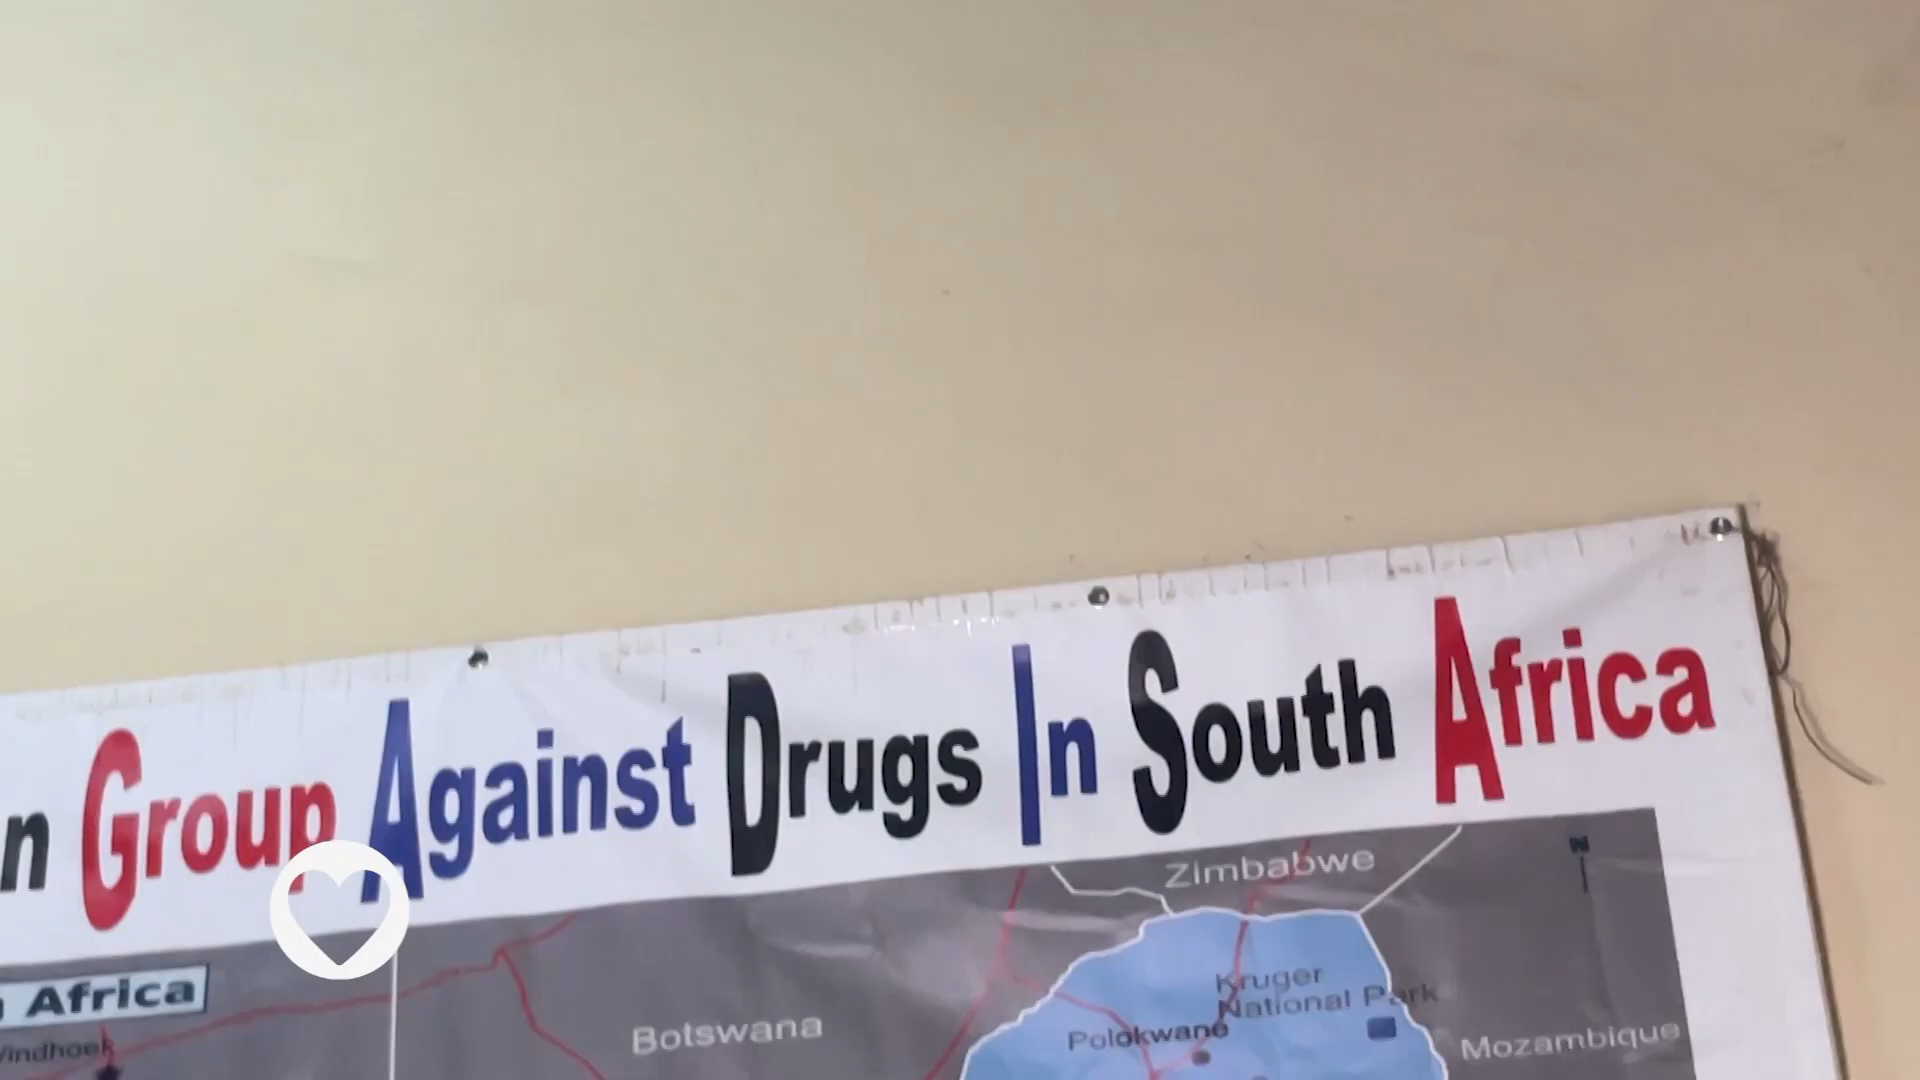 n Group Against Drugs In South Africa
Zimbabwe
N
Kruger
National Park
Africa
Polokwane
Botswana
Mozambique
Windhoek